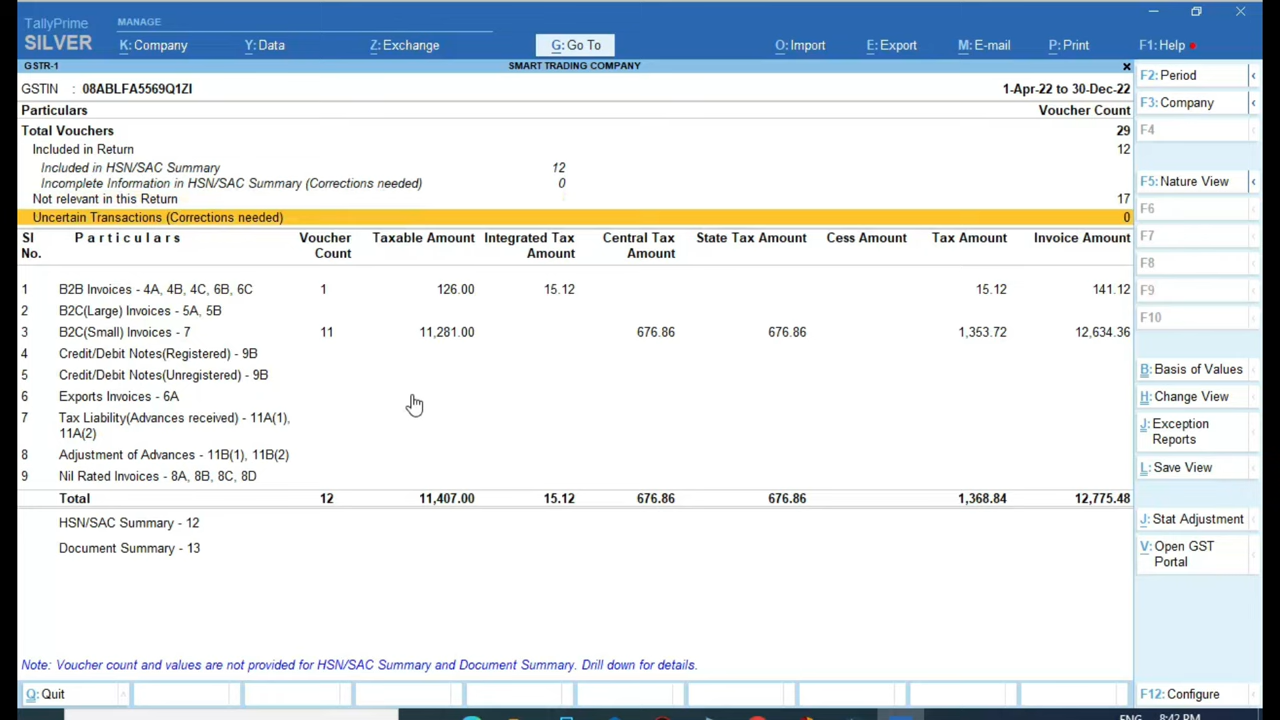 TallyPrime
SILVER
MANAGE
K: Company
Y: Data
Z: Exchange
G: Go To
O: Import
E: Export
M: E-mail
P: Print
F1: Help
GSTR-1
SMART TRADING COMPANY
GSTIN : 08ABLFA5569Q1ZI
1-Apr-22 to 30-Dec-22
Particulars Voucher Count
Total Vouchers 29
Included in Return 12
Included in HSN/SAC Summary 12
Incomplete Information in HSN/SAC Summary (Corrections needed) 0
Not relevant in this Return 17
Uncertain Transactions (Corrections needed) 0
Sl Particulars Voucher Taxable Amount Integrated Tax Central Tax State Tax Amount Cess Amount Tax Amount Invoice Amount
No. Count Amount Amount
1 B2B Invoices - 4A, 4B, 4C, 6B, 6C 1 126.00 15.12 15.12 141.12
2 B2C(Large) Invoices - 5A, 5B
3 B2C(Small) Invoices - 7 11 11,281.00 676.86 676.86 1,353.72 12,634.36
4 Credit/Debit Notes(Registered) - 9B
5 Credit/Debit Notes(Unregistered) - 9B
6 Exports Invoices - 6A
7 Tax Liability(Advances received) - 11A(1),
11A(2)
8 Adjustment of Advances - 11B(1), 11B(2)
9 Nil Rated Invoices - 8A, 8B, 8C, 8D
Total 12 11,407.00 15.12 676.86 676.86 1,368.84 12,775.48
HSN/SAC Summary - 12
Document Summary - 13
Note: Voucher count and values are not provided for HSN/SAC Summary and Document Summary. Drill down for details.
Q: Quit
F2: Period
F3: Company
F4
F5: Nature View
F6
F7
F8
F9
F10
B: Basis of Values
H: Change View
J: Exception
Reports
L: Save View
J: Stat Adjustment
V: Open GST
Portal
F12: Configure
ENG 8:42 PM